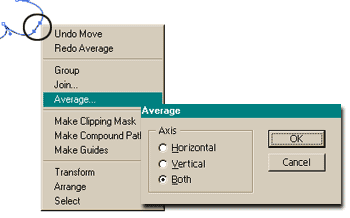 Undo Move
Redo Average
Group
Join...
Average...
Make Clipping Mask
Make Compound Pat
Make Guides
Transform
Arrange
Select
Average
Axis
Horizontal
Vertical
Both
OK
Cancel